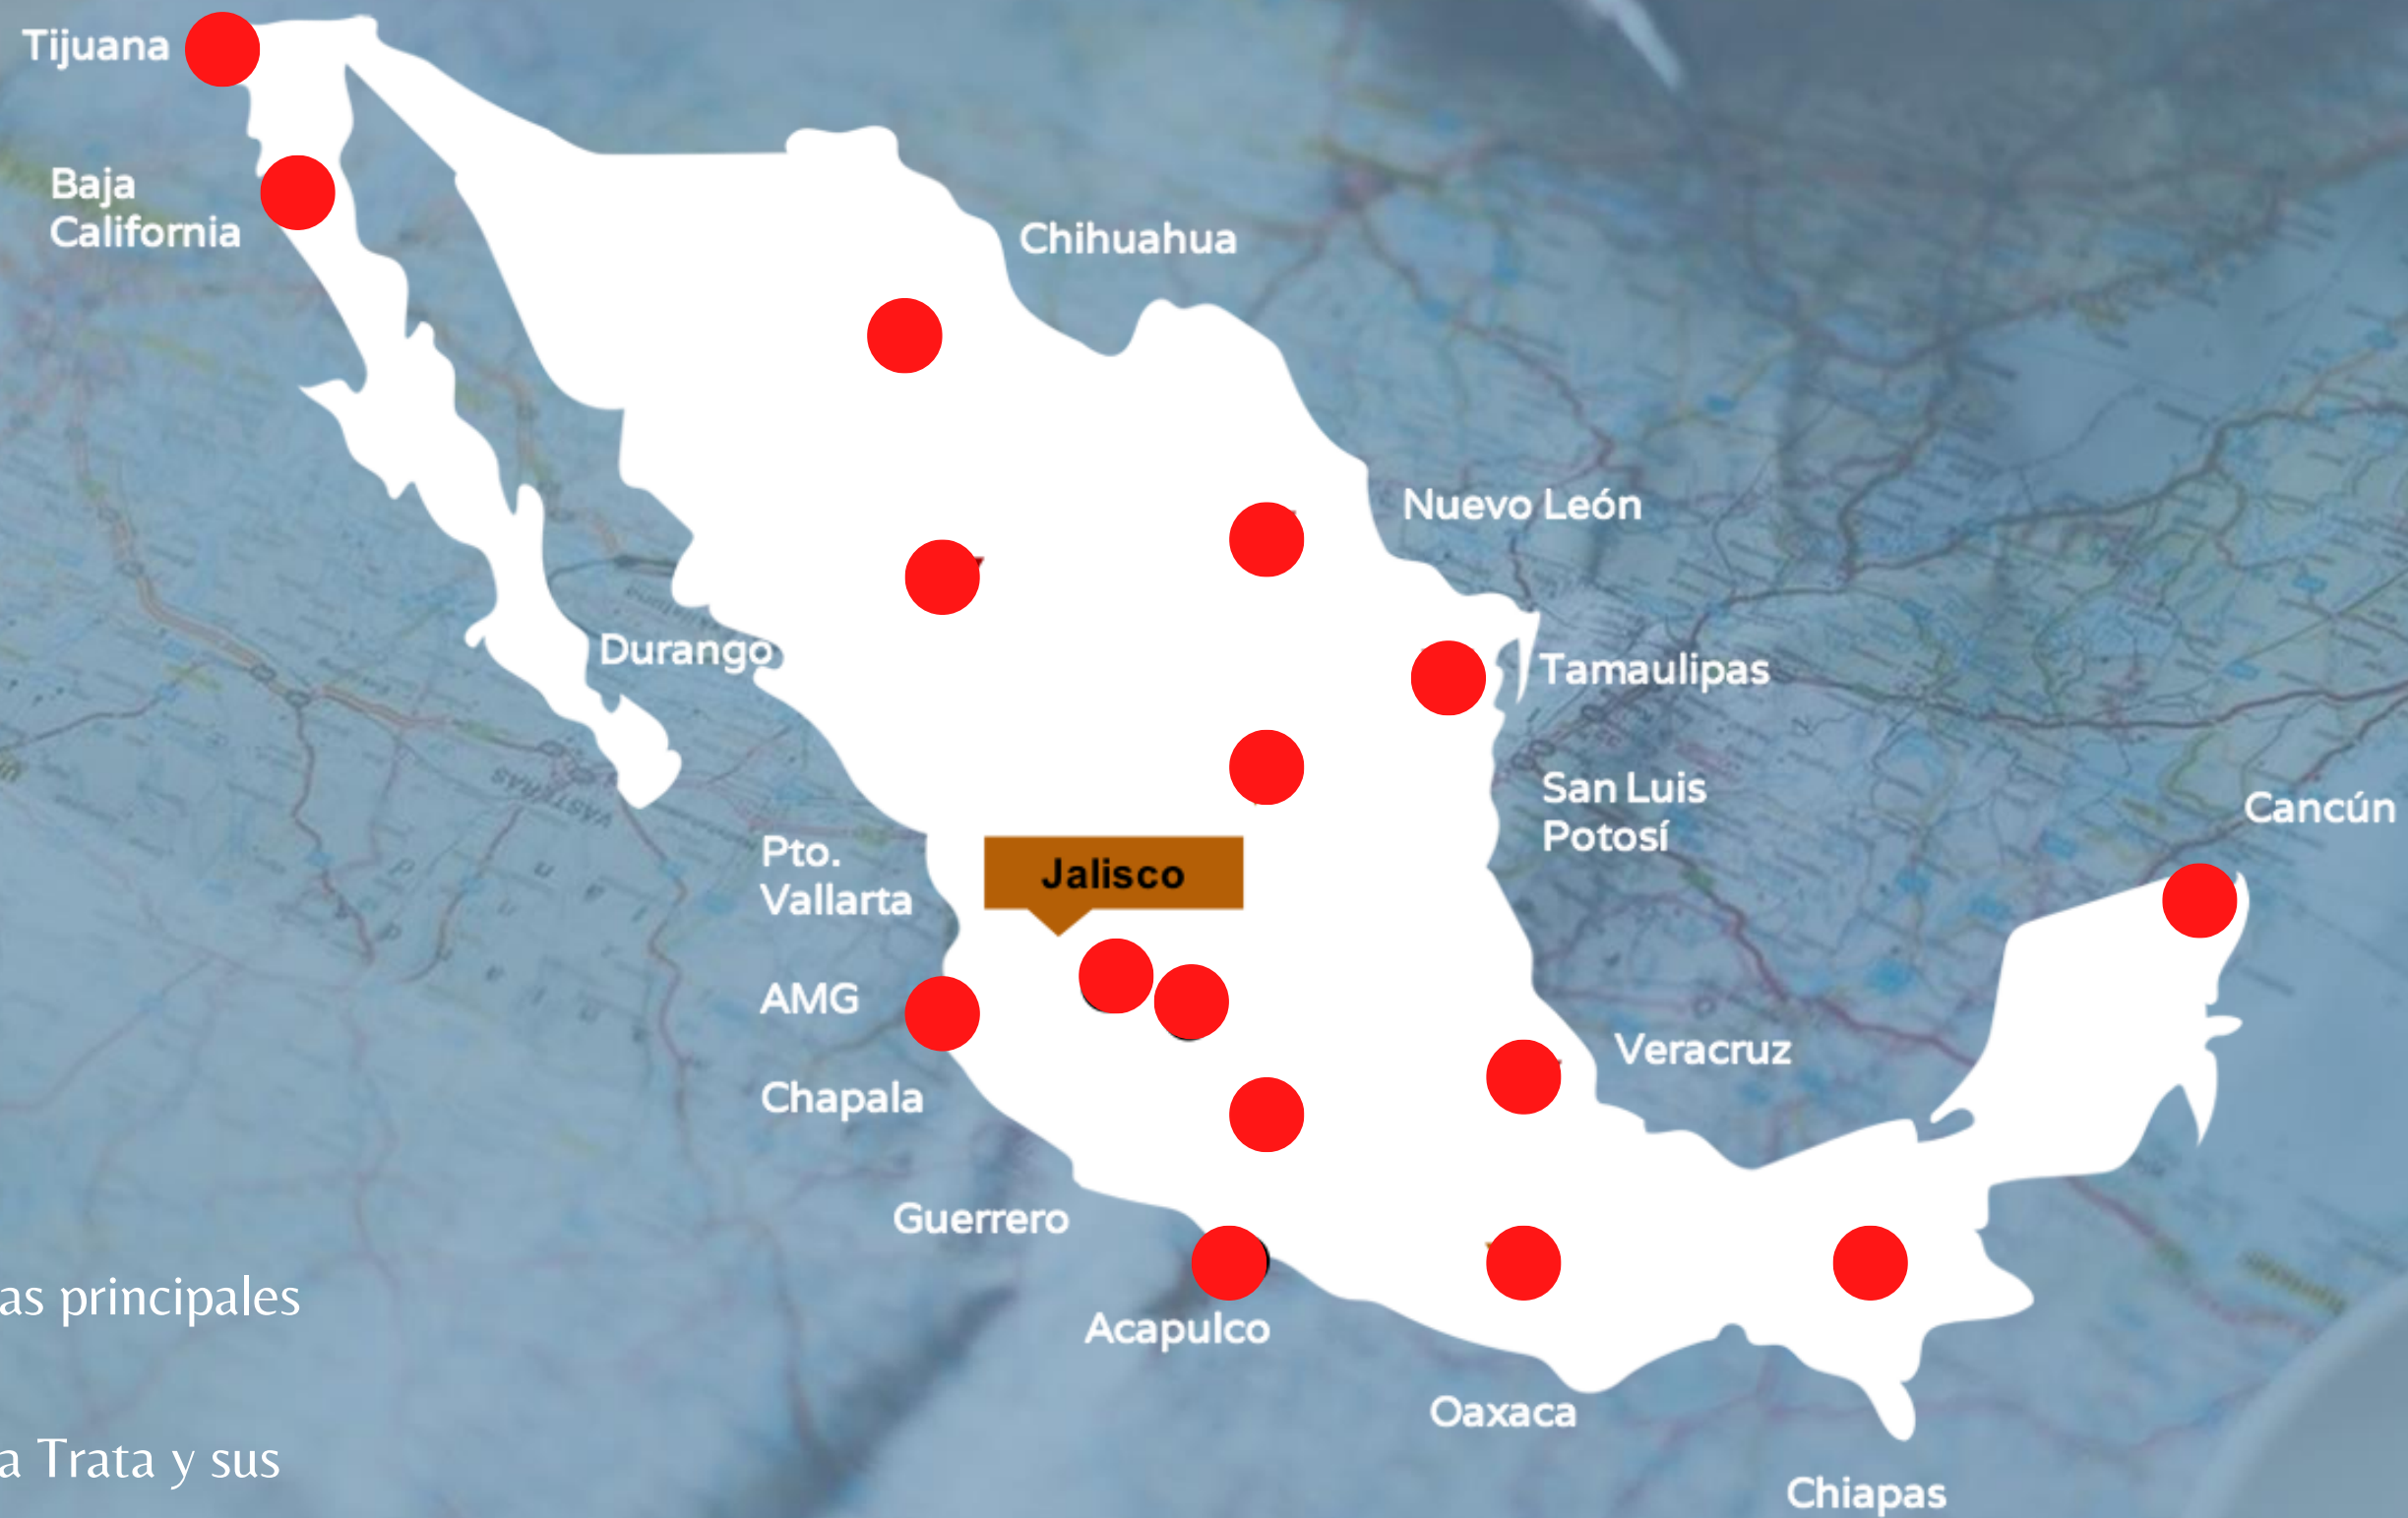 Tijuana
Baja
California
Chihuahua
Nuevo León
Durango
Tamaulipas
San Luis
Potosí
Cancún
Pto.
Vallarta
Jalisco
AMG
Veracruz
Chapala
Guerrero
as principales
Acapulco
Oaxaca
a Trata y sus
Chiapas